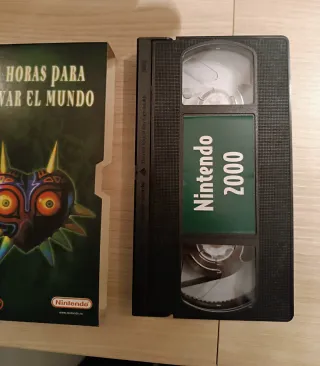 HORAS PARA
VAR EL MUNDO
Nintendo
Nintendo
2000